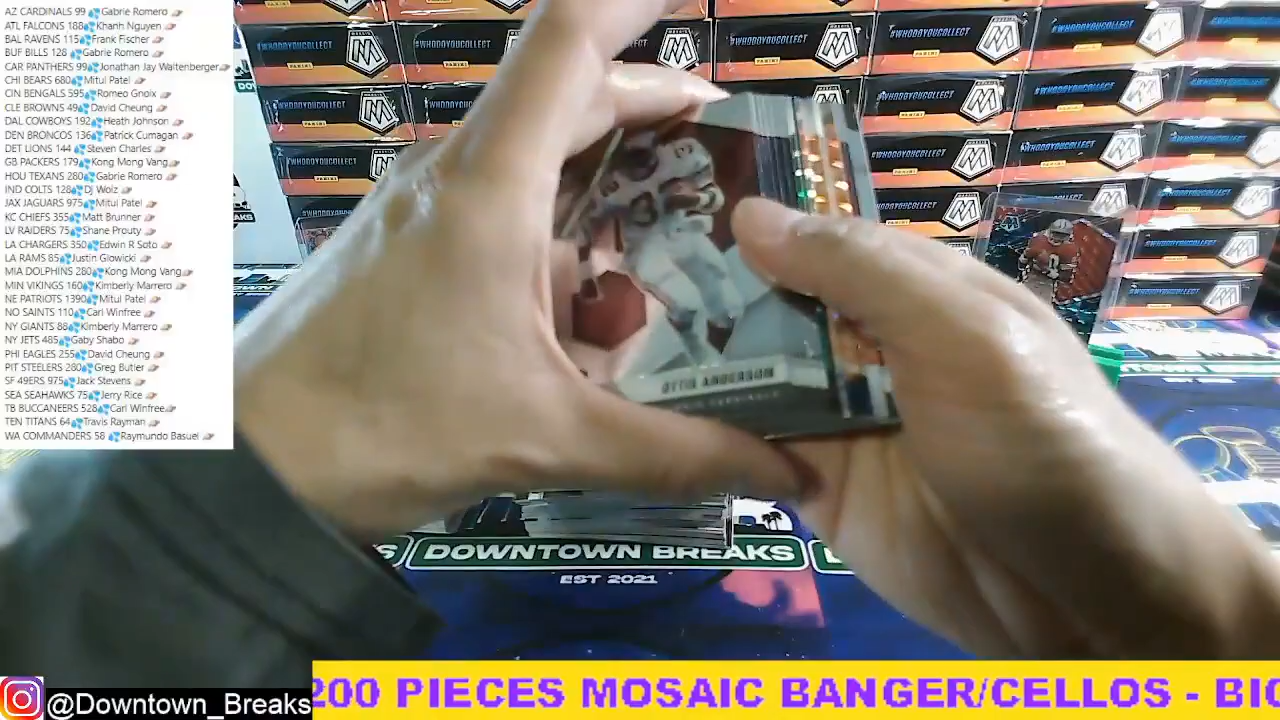 AZ CARDINALS 99💦Gabrie Romero🏈
ATL FALCONS 188💦Khanh Nguyen🏈
BAL RAVENS 115💦Frank Fischer🏈
BUF BILLS 128 💦Gabrie Romero
CAR PANTHERS 99💦Jonathan Jay Waltenberger🏈
CHI BEARS 680💦Mitul Patel 🏈
CIN BENGALS 595💦Romeo Gnoix
CLE BROWNS 49💦David Cheung
DAL COWBOYS 192💦Heath Johnson
DEN BRONCOS 136💦Patrick Cumagan 🏈
DET LIONS 144 💦Steven Charles
GB PACKERS 179💦Kong Mong Vang🏈
HOU TEXANS 280💦Gabrie Romero
IND COLTS 128💦DJ Woiz 🏈
JAX JAGUARS 975💦Mitul Patel 🏈
KC CHIEFS 355💦Matt Brunner 🏈
LV RAIDERS 75💦Shane Prouty 🏈
LA CHARGERS 350💦Edwin R Soto 🏈
LA RAMS 85💦Justin Glowicki 🏈
MIA DOLPHINS 280💦Kong Mong Vang🏈
MIN VIKINGS 160💦Kimberly Marrero
NE PATRIOTS 1390💦Mitul Patel 🏈
NO SAINTS 110💦Carl Winfree🏈
NY GIANTS 88💦Kimberly Marrero
NY JETS 485💦Gaby Shabo 🏈
PHI EAGLES 255💦David Cheung 🏈
PIT STEELERS 280💦Greg Butler 🏈
SF 49ERS 975💦Jack Stevens 🏈
SEA SEAHAWKS 75💦Jerry Rice 🏈
TB BUCCANEERS 528💦Carl Winfree🏈
TEN TITANS 64💦Travis Rayman 🏈
WA COMMANDERS 58 💦Raymundo Basuel 🏈
#WHODOYOUCOLLECT
PANINI
MOSAIC
OTTIS ANDERSON
DOWNTOWN BREAKS
EST 2021
@Downtown_Breaks
200 PIECES MOSAIC BANGER/CELLOS -